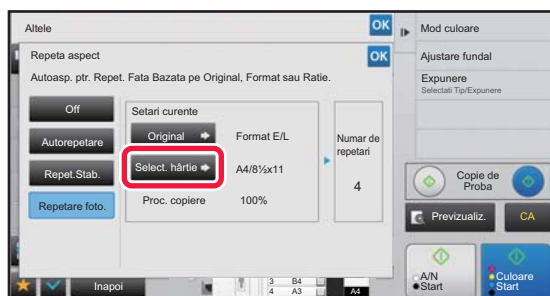 Altele
OK
Repeta aspect
OK
Autoasp. ptr. Repet. Fata Bazata pe Original, Format sau Ratie.
Off
Autorepetare
Repet.Stab.
Repetare foto.
Setari curente
Original
Format E/L
Select. hârtie
A4/8½x11
Proc. copiere
100%
Numar de
repetari
4
Inapoi
3 B4
4 A3
A4
Mod culoare
Ajustare fundal
Expunere
Selectati Tip/Expunere
Copie de
Proba
Previzualiz.
CA
A/N
Start
Culoare
Start